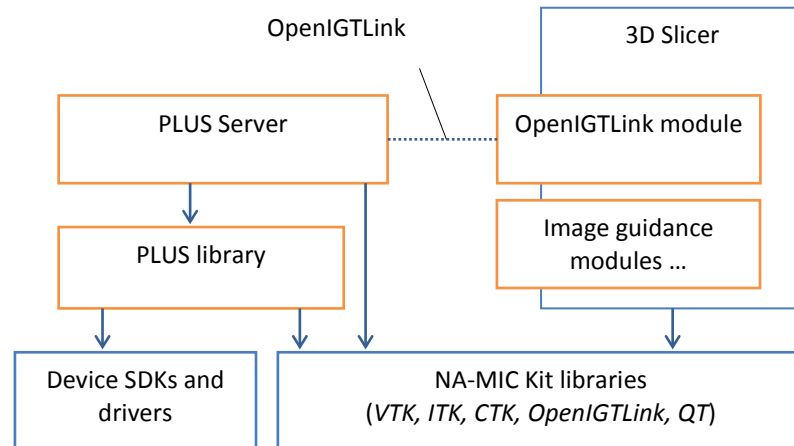 OpenIGTLink
3D Slicer
PLUS Server
OpenIGTLink module
PLUS library
Image guidance
modules ...
Device SDKs and
drivers
NA-MIC Kit libraries
(VTK, ITK, CTK, OpenIGTLink, QT)